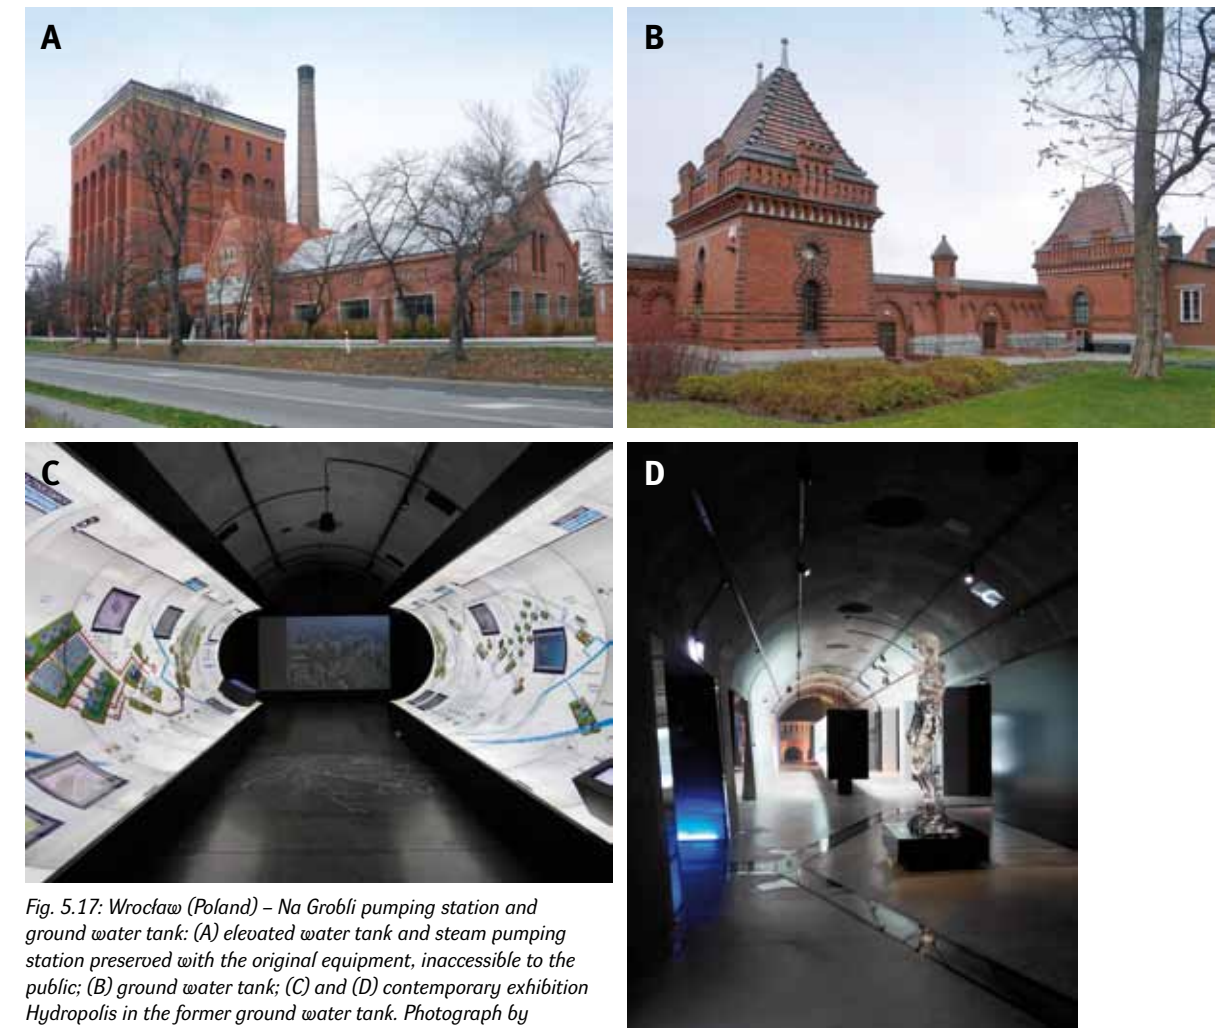 A
B
C
D
Fig. 5.17: Wrocław (Poland) – Na Grobli pumping station and
ground water tank: (A) elevated water tank and steam pumping
station preserved with the original equipment, inaccessible to the
public; (B) ground water tank; (C) and (D) contemporary exhibition
Hydropolis in the former ground water tank. Photograph by